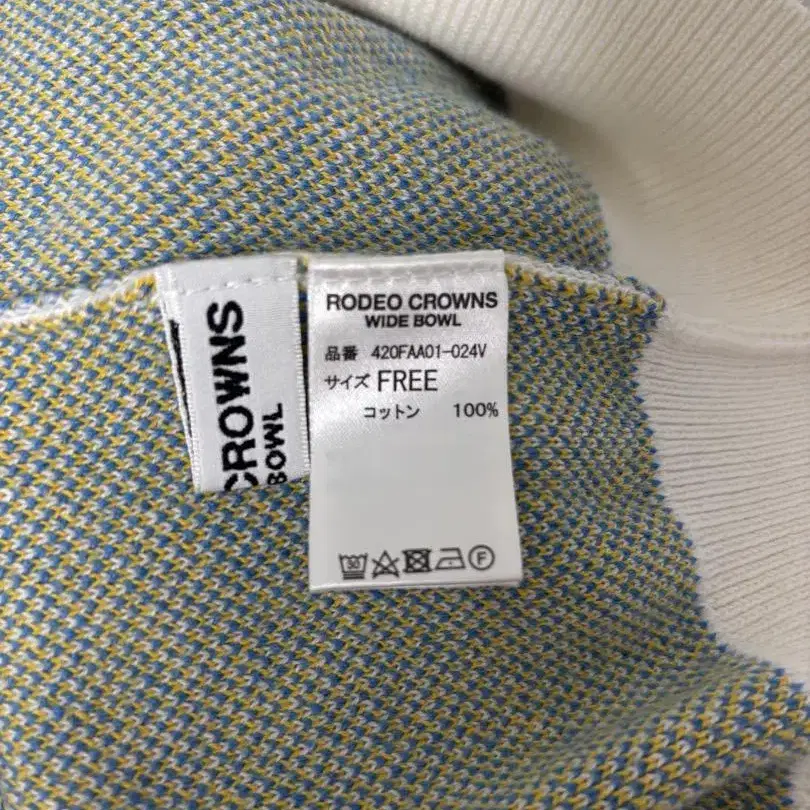 RODEO CROWNS
WIDE BOWL
品番 420FAA01-024V
サイズ FREE
コットン 100%
30
F
CROWNS
BOWL